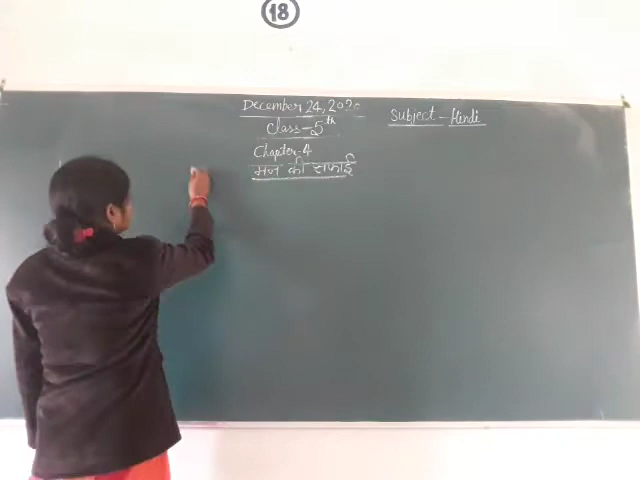 18
December 24, 2020
Class-5th
Subject - Hindi
Chapter-4
मन की सफाई